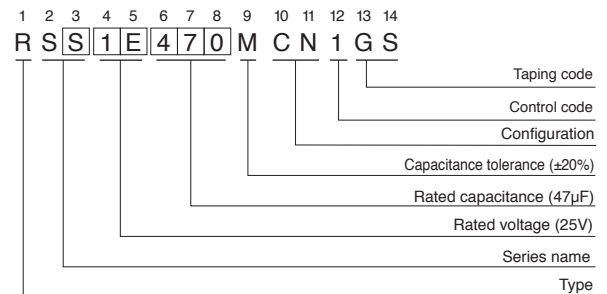 1 2 3 4 5 6 7 8 9 10 11 12 13 14
R S S 1 E 4 7 0 M C N 1 G S
Taping code
Control code
Configuration
Capacitance tolerance (±20%)
Rated capacitance (47µF)
Rated voltage (25V)
Series name
Type